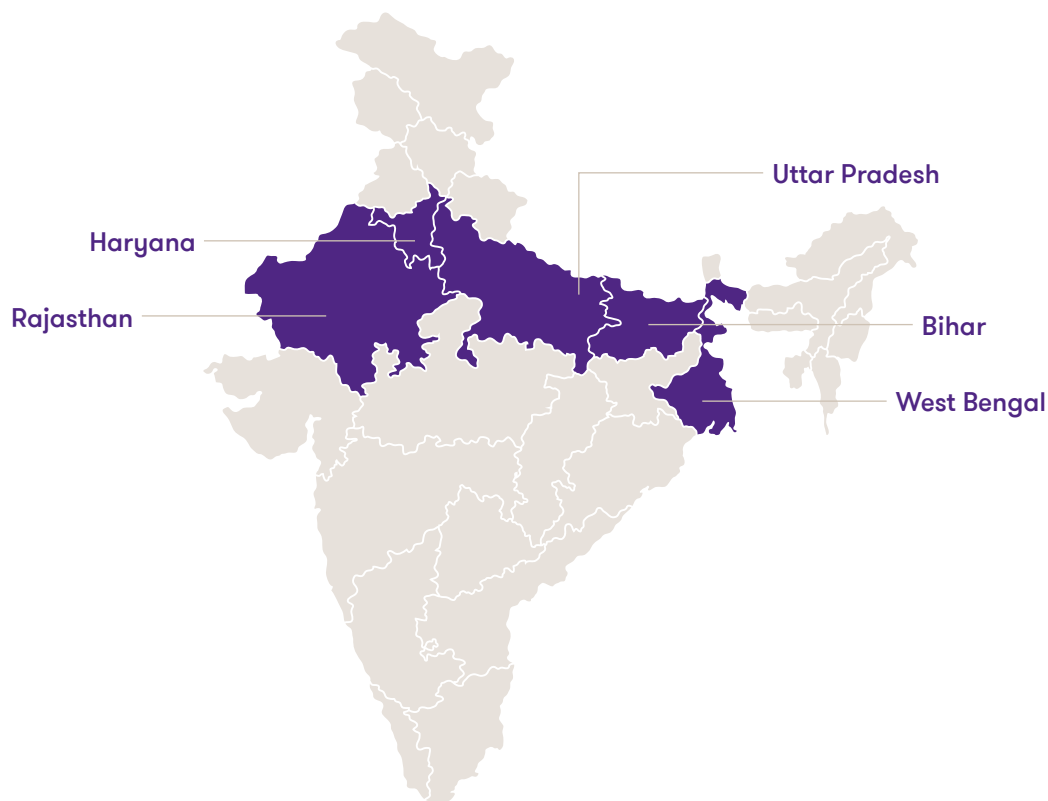 Uttar Pradesh
Haryana
Rajasthan
Bihar
West Bengal